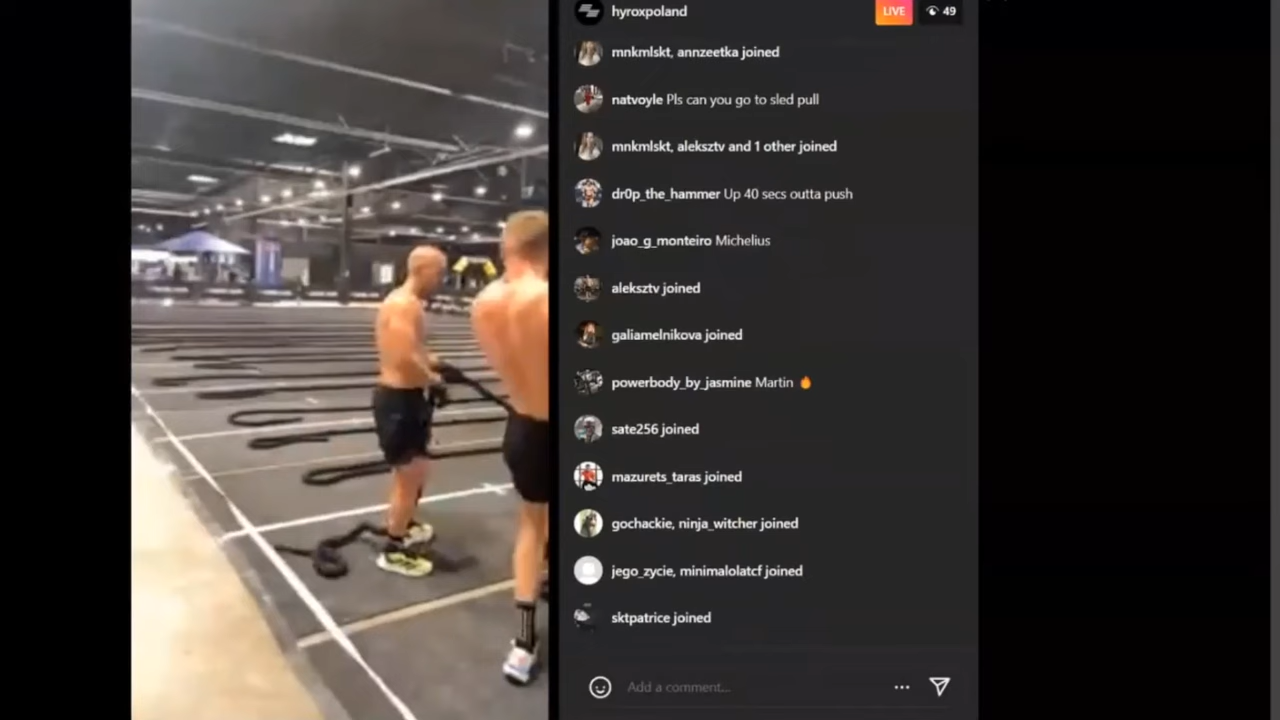 hyroxpoland LIVE 49
mnkmlskt, annzeetka joined
natvoyle Pls can you go to sled pull
mnkmlskt, aleksztv and 1 other joined
dr0p_the_hammer Up 40 secs outta push
joao_g_monteiro Michelius
aleksztv joined
galiamelnikova joined
powerbody_by_jasmine Martin 🔥
sate256 joined
mazurets_taras joined
gochackie, ninja_witcher joined
jego_zycie, minimalolatcf joined
sktpatrice joined
Add a comment...